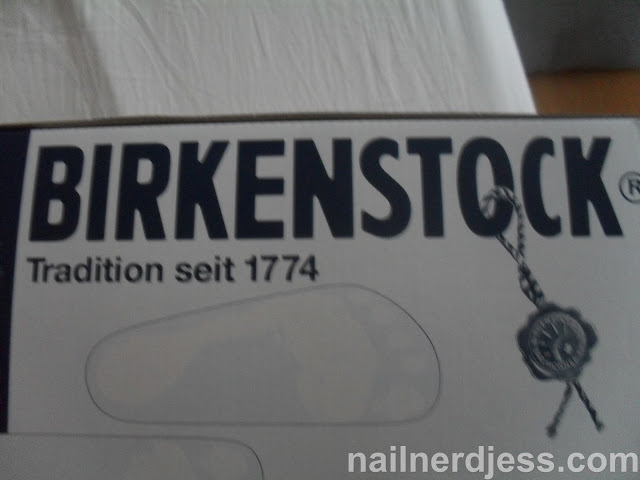 BIRKENSTOCK®
Tradition seit 1774
nailnerdjess.com